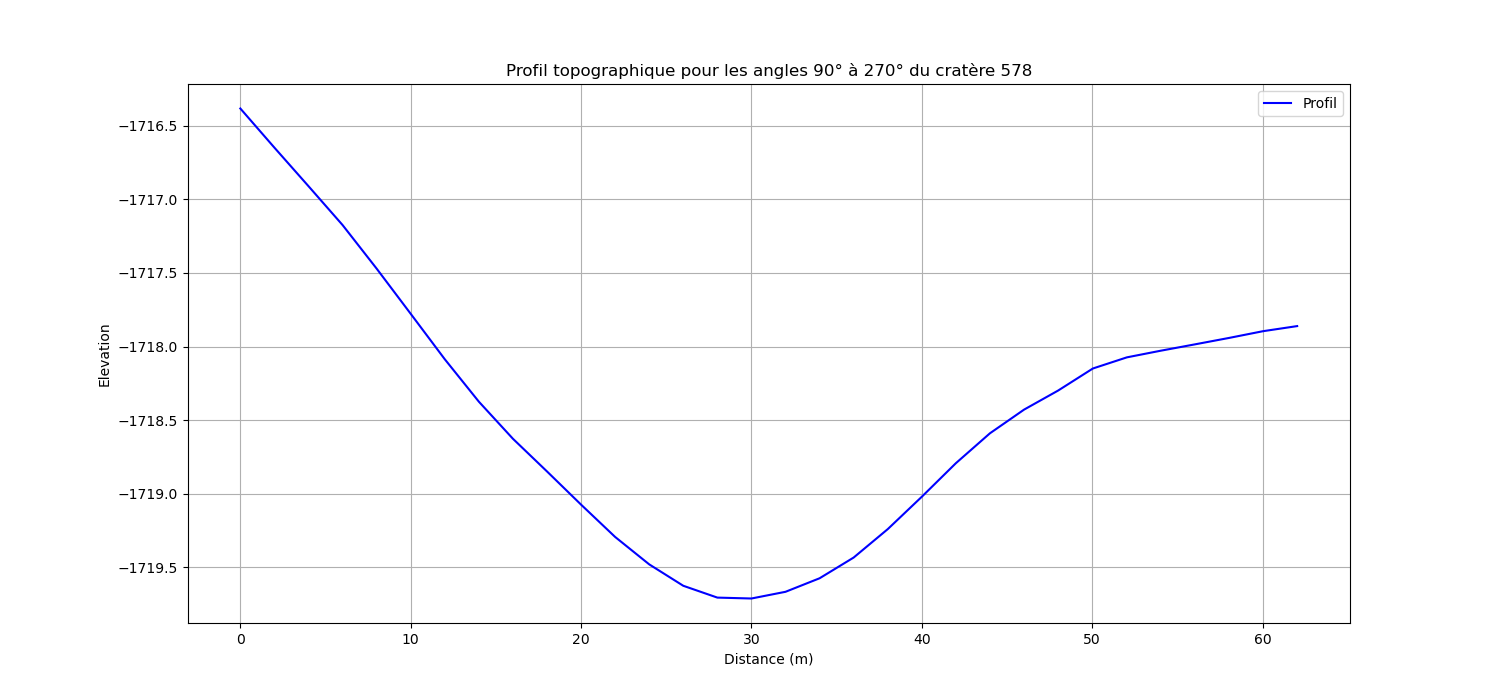 Profil topographique pour les angles 90° à 270° du cratère 578
Profil
−1716.5
−1717.0
−1717.5
−1718.0
−1718.5
−1719.0
−1719.5
Elevation
0 10 20 30 40 50 60
Distance (m)